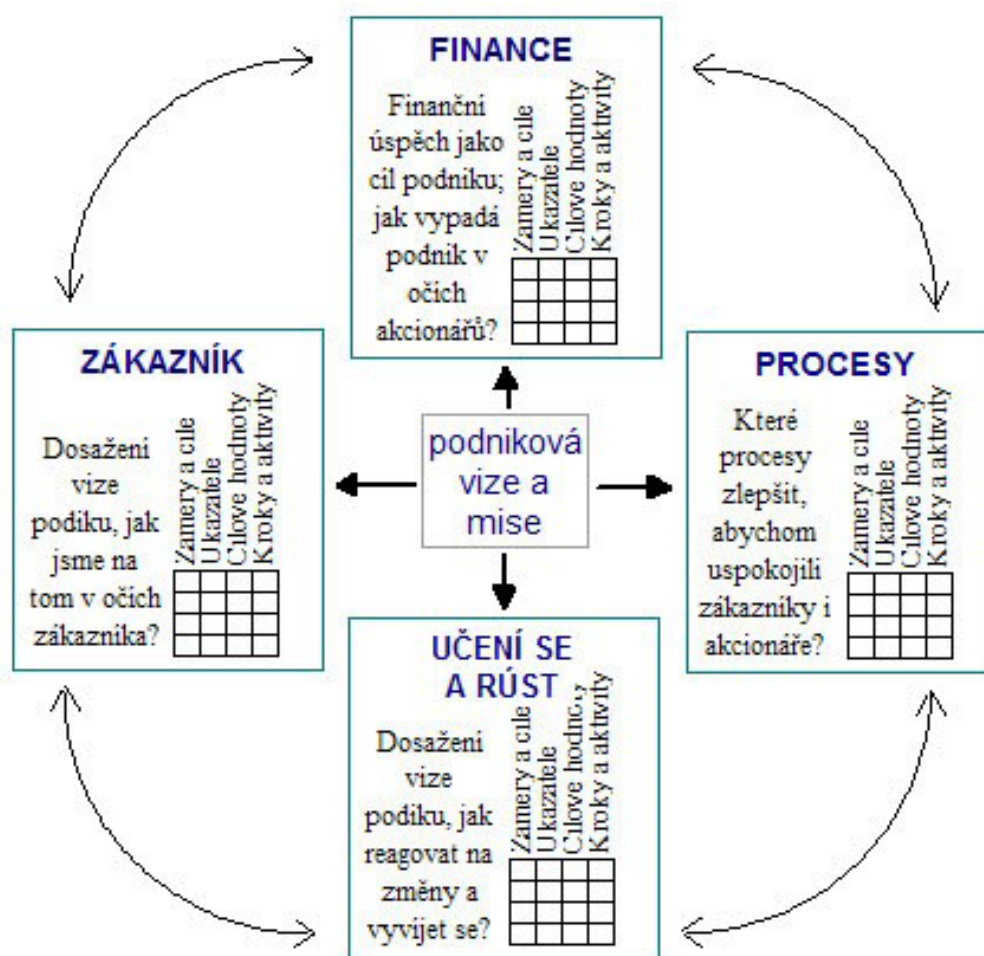 FINANCE
Finanční
úspěch jako
cíl podniku;
jak vypadá
podnik v
očích
akcionářů?
Zamery a cile
Ukazatele
Cilove hodnoty
Kroky a aktivity
ZÁKAZNÍK
Dosaženi
vize
podiku, jak
jsme na
tom v očích
zákazníka?
Zamery a cile
Ukazatele
Cilove hodnoty
Kroky a aktivity
podniková
vize a
mise
PROCESY
Které
procesy
zlepšit,
abychom
uspokojili
zákazníky i
akcionáře?
Zamery a cile
Ukazatele
Cilove hodnoty
Kroky a aktivity
UČENÍ SE
A RÚST
Dosaženi
vize
podiku, jak
reagovat na
změny a
vyvíjet se?
Zamery a cile
Ukazatele
Cilove hodnoty
Kroky a aktivity